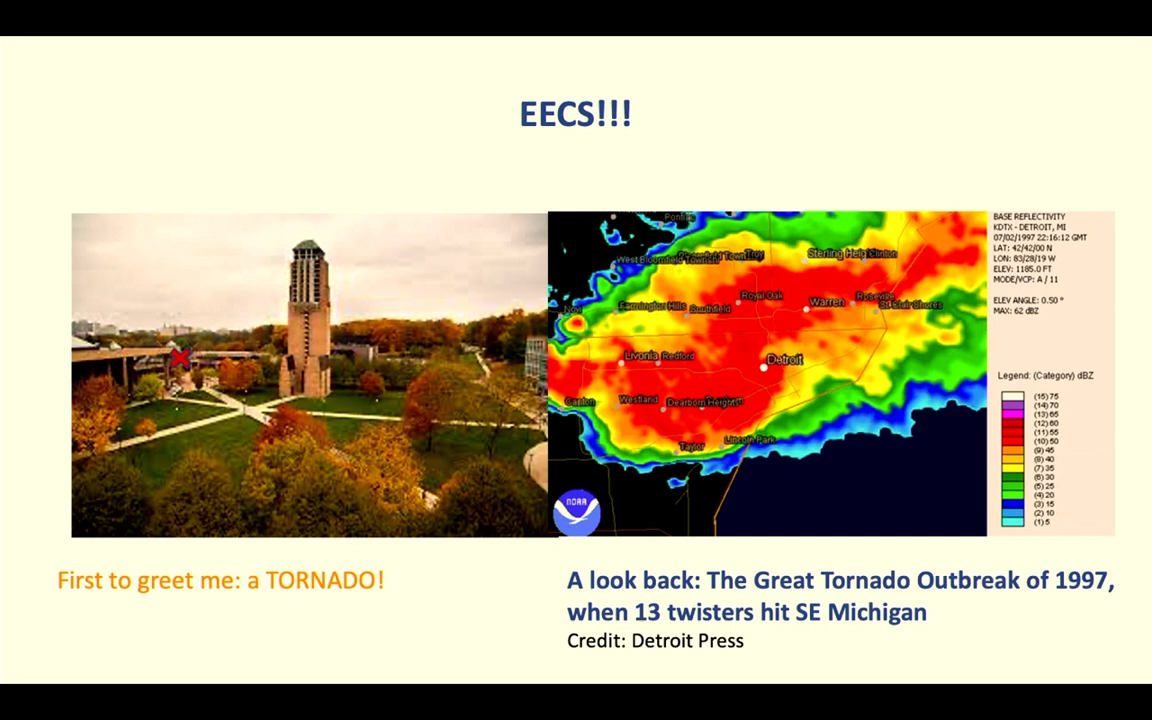 EECS!!!
Pontiac
West Bloomfield Township
Troy
Sterling Heig
Clinton
Novi
Farmington Hills
Southfield
Royal Oak
Warren
Roseville
St. Clair Shores
Livonia
Redford
Detroit
Canton
Westland
Dearborn Heights
Taylor
Lincoln Park
NOAA
BASE REFLECTIVITY
KDTX - DETROIT, MI
07/02/1997 22:16:12 GMT
LAT: 42/42/00 N
LON: 83/28/19 W
ELEV: 1185.0 FT
MODE/VCP: A / 11
ELEV ANGLE: 0.50 °
MAX: 62 dBZ
Legend: (Category) dBZ
(15) 75
(14) 70
(13) 65
(12) 60
(11) 55
(10) 50
(9) 45
(8) 40
(7) 35
(6) 30
(5) 25
(4) 20
(3) 15
(2) 10
(1) 5
First to greet me: a TORNADO!
A look back: The Great Tornado Outbreak of 1997,
when 13 twisters hit SE Michigan
Credit: Detroit Press